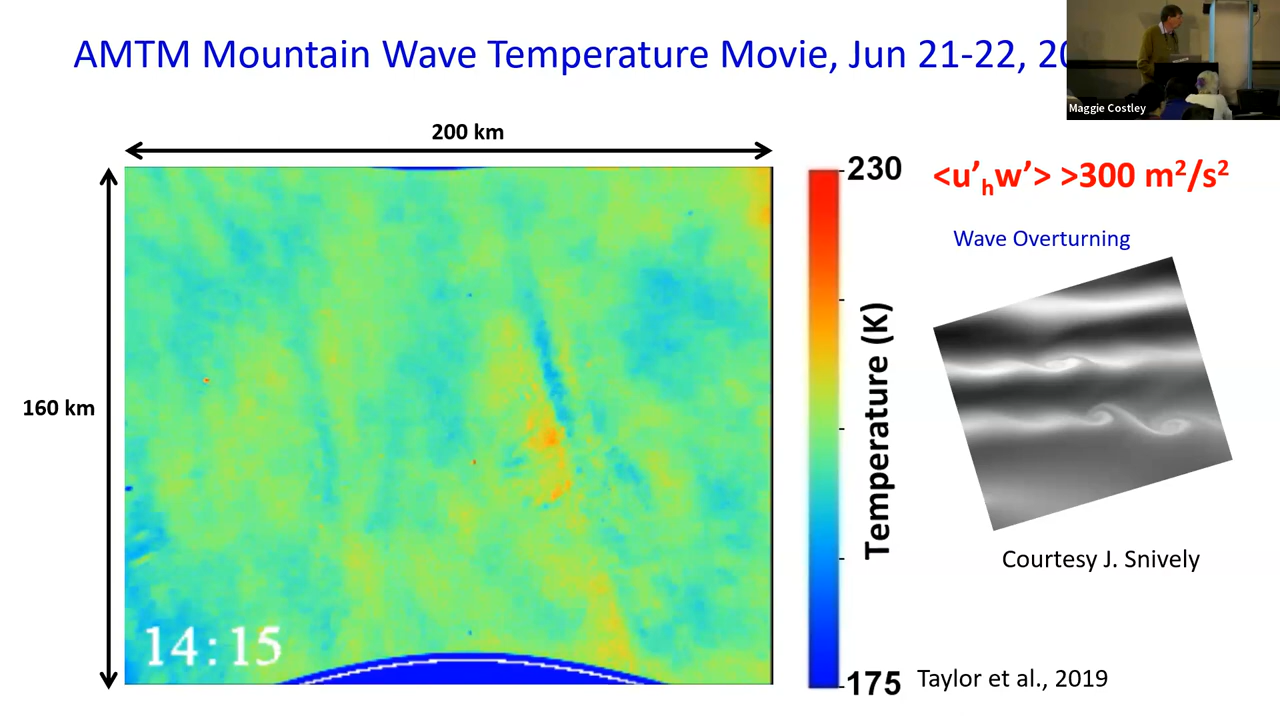 AMTM Mountain Wave Temperature Movie, Jun 21-22, 20
Maggie Costley
200 km
160 km
14:15
230
Temperature (K)
175
<u’hw’> >300 m²/s²
Wave Overturning
Courtesy J. Snively
Taylor et al., 2019